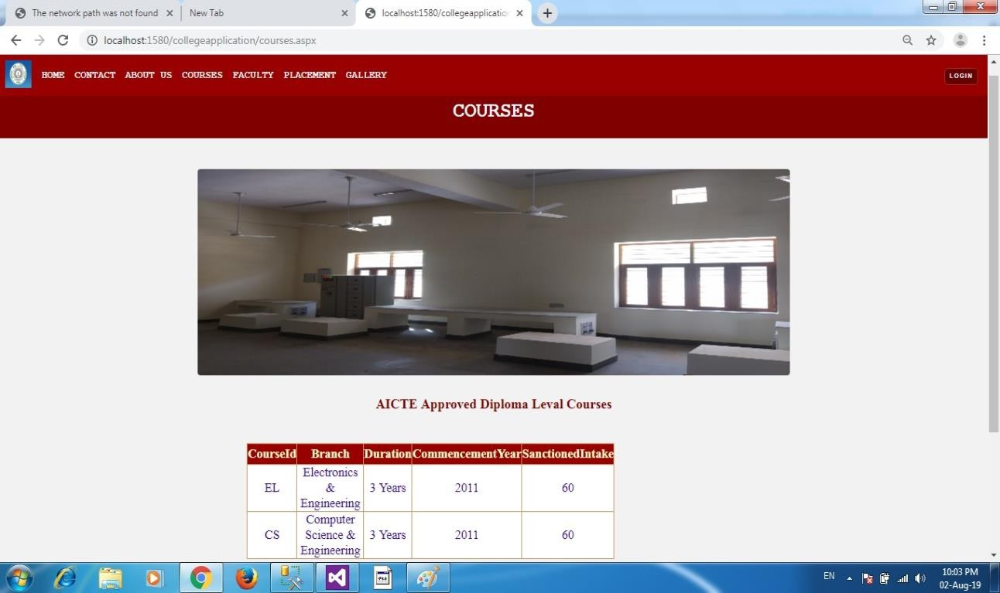 The network path was not found
New Tab
localhost:1580/collegeapplicatio
localhost:1580/collegeapplication/courses.aspx
HOME CONTACT ABOUT US COURSES FACULTY PLACEMENT GALLERY
LOGIN
COURSES
AICTE Approved Diploma Leval Courses
CourseId Branch Duration CommencementYear SanctionedIntake
Electronics
EL & 3 Years 2011 60
Engineering
Computer
CS Science & 3 Years 2011 60
Engineering
EN
10:03 PM
02-Aug-19